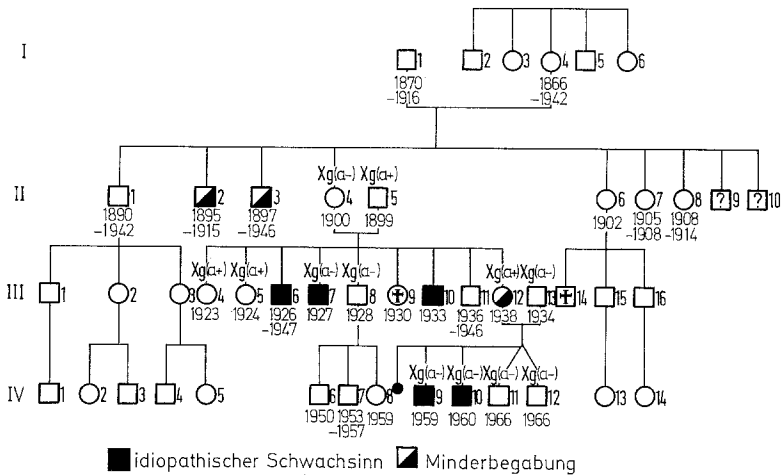 I
1 2 3 4 5 6
1870 1866
-1916 -1942
Xg(a-) Xg(a+)
II
1 2 3 4 5 6 7 8 ?9 ?10
1890 1895 1897 1900 1899 1902 1905 1908
-1942 -1915 -1946 -1908 -1914
Xg(a+) Xg(a+) Xg(a-) Xg(a-) Xg(a+) Xg(a-)
III
1 2 3 4 5 6 7 8 9 10 11 12 13 14 15 16
1923 1924 1926 1927 1928 1930 1933 1936 1938 1934
-1947 -1946
Xg(a-) Xg(a-) Xg(a-) Xg(a-)
IV
1 2 3 4 5 6 7 8 9 10 11 12 13 14
1950 1953 1959 1959 1960 1966 1966
-1957
idiopathischer Schwachsinn Minderbegabung